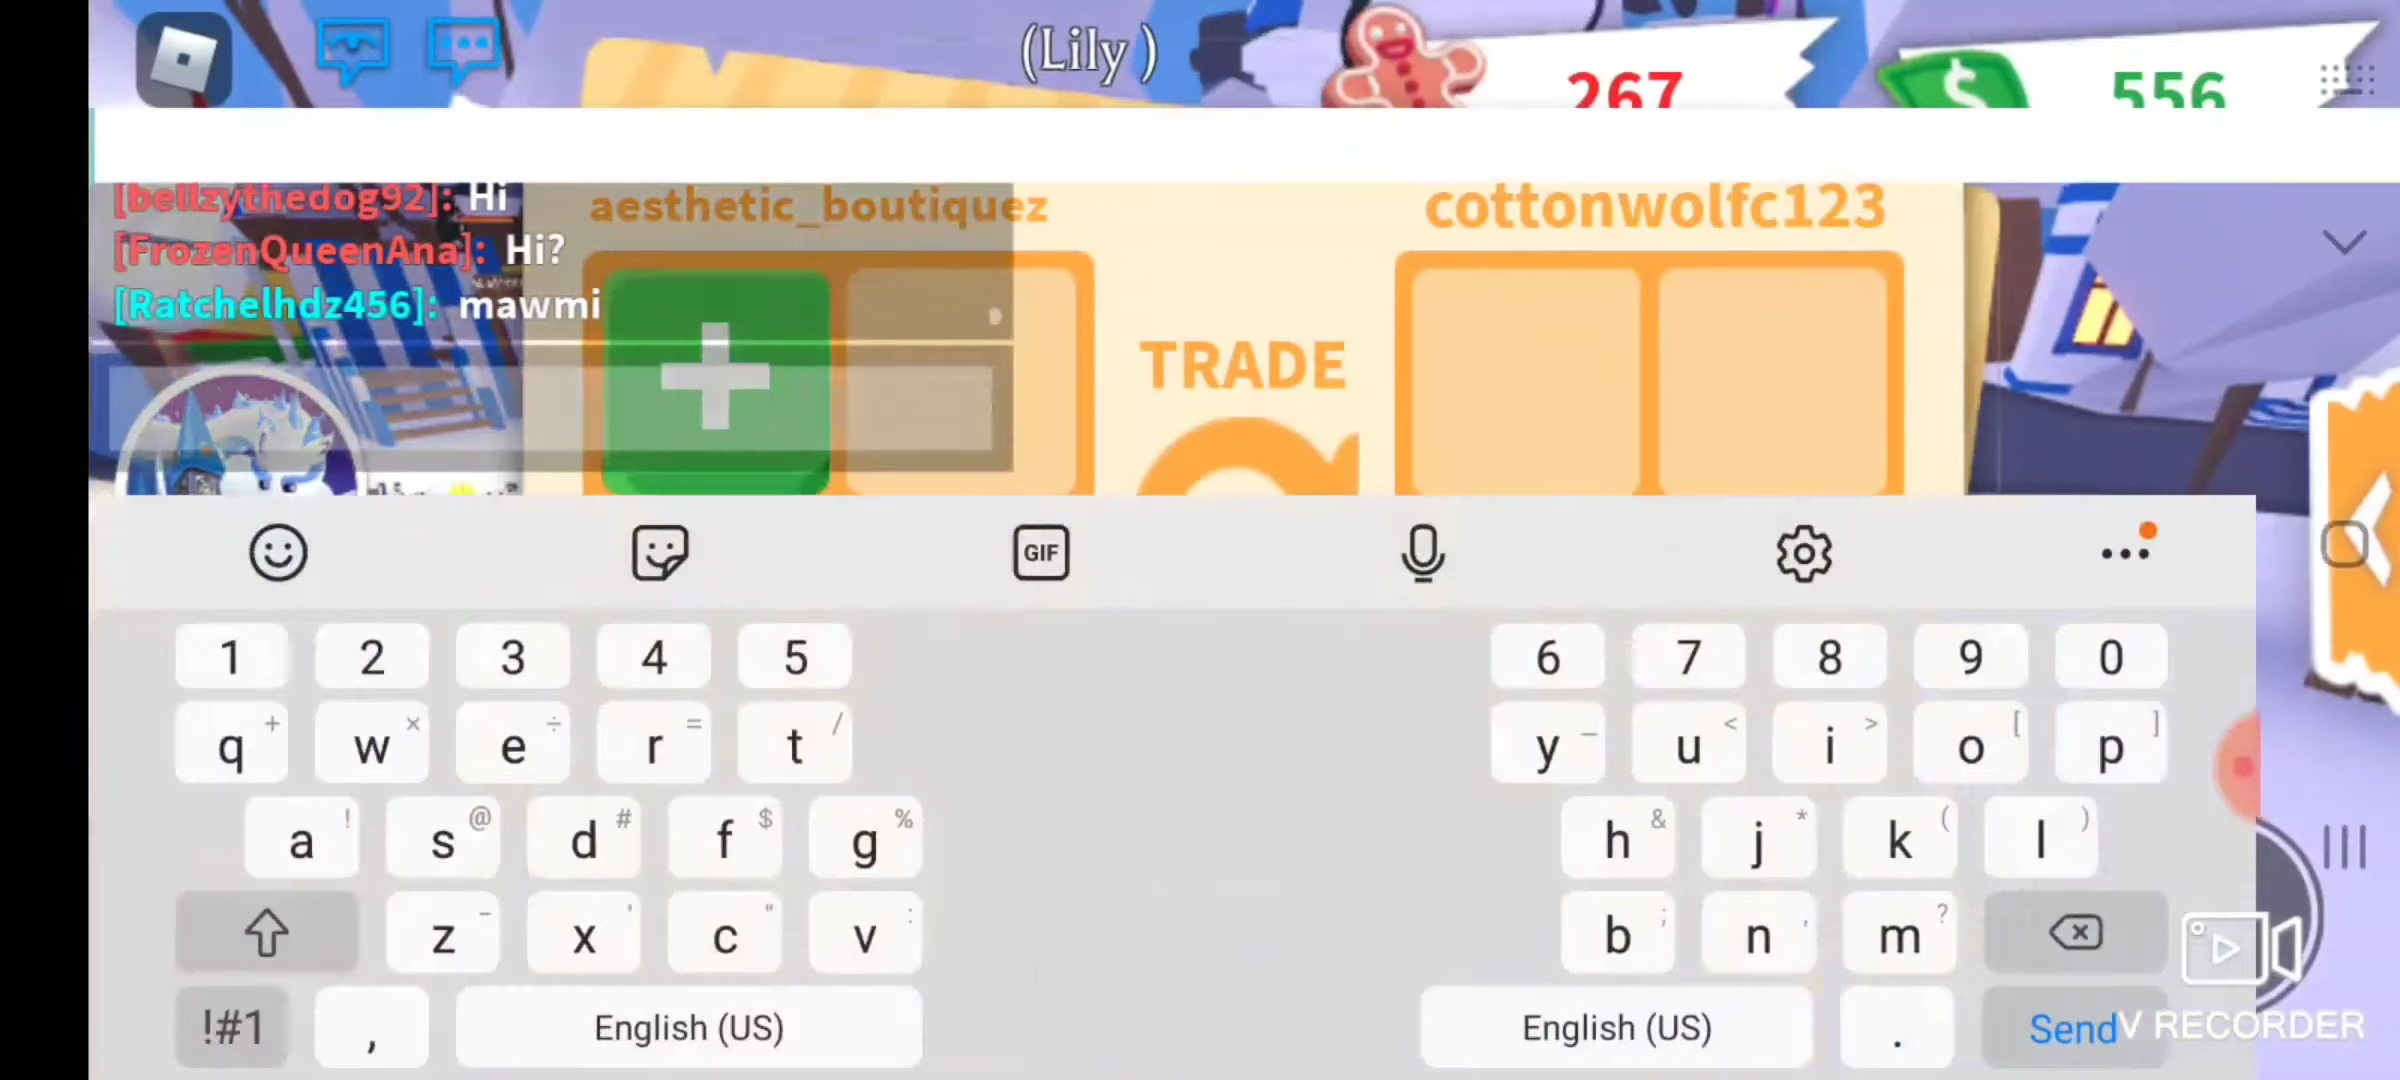 (Lily )
267
556
[bellzythedog92]: Hi
[FrozenQueenAna]: Hi?
[Ratchelhdz456]: mawmi
aesthetic_boutiquez
cottonwolfc123
TRADE
GIF
1 2 3 4 5 6 7 8 9 0
q + w × e ÷ r = t / y _ u < i > o [ p ]
a ! s @ d # f $ g % h & j * k ( l )
z - x ' c " v : b ; n , m ?
!#1 , English (US) English (US) . Send
V RECORDER